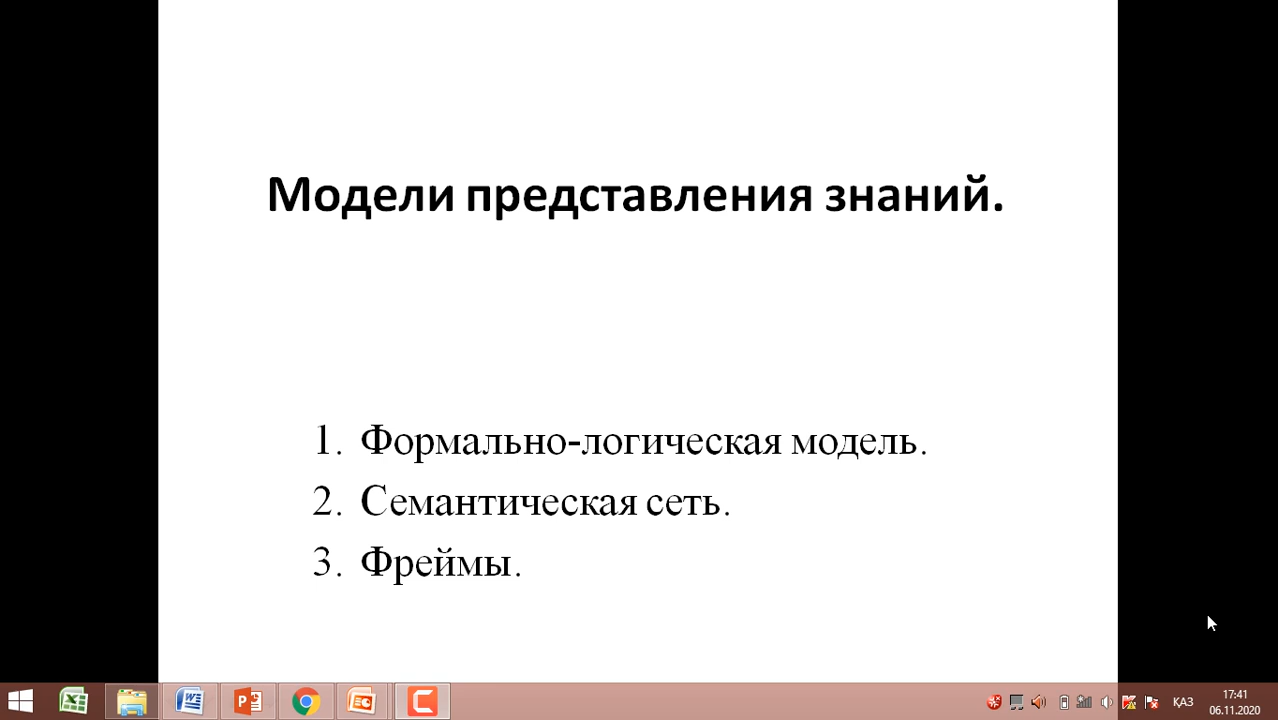 Модели представления знаний.
1. Формально-логическая модель.
2. Семантическая сеть.
3. Фреймы.
ҚАЗ
17:41
06.11.2020